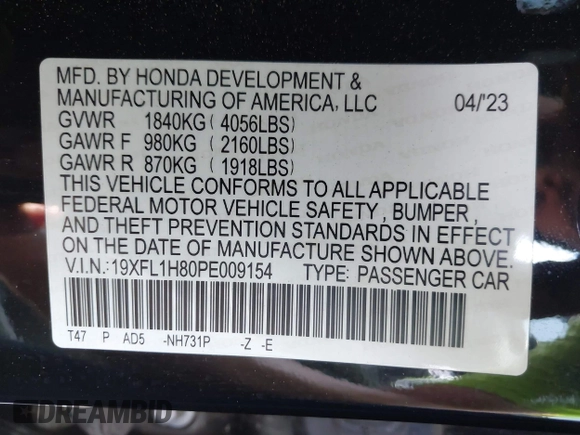 MFD. BY HONDA DEVELOPMENT &
MANUFACTURING OF AMERICA, LLC 04/'23
GVWR 1840KG ( 4056LBS)
GAWR F 980KG ( 2160LBS)
GAWR R 870KG ( 1918LBS)
THIS VEHICLE CONFORMS TO ALL APPLICABLE
FEDERAL MOTOR VEHICLE SAFETY , BUMPER ,
AND THEFT PREVENTION STANDARDS IN EFFECT
ON THE DATE OF MANUFACTURE SHOWN ABOVE.
V.I.N.:19XFL1H80PE009154 TYPE: PASSENGER CAR
T47 P AD5 -NH731P -Z -E
DREAMBID